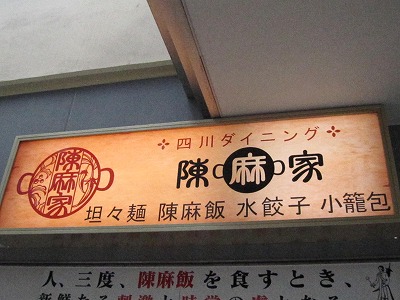 四川ダイニング
陳麻家
陳麻家
坦々麺 陳麻飯 水餃子 小籠包
人、三度、陳麻飯を食すとき、